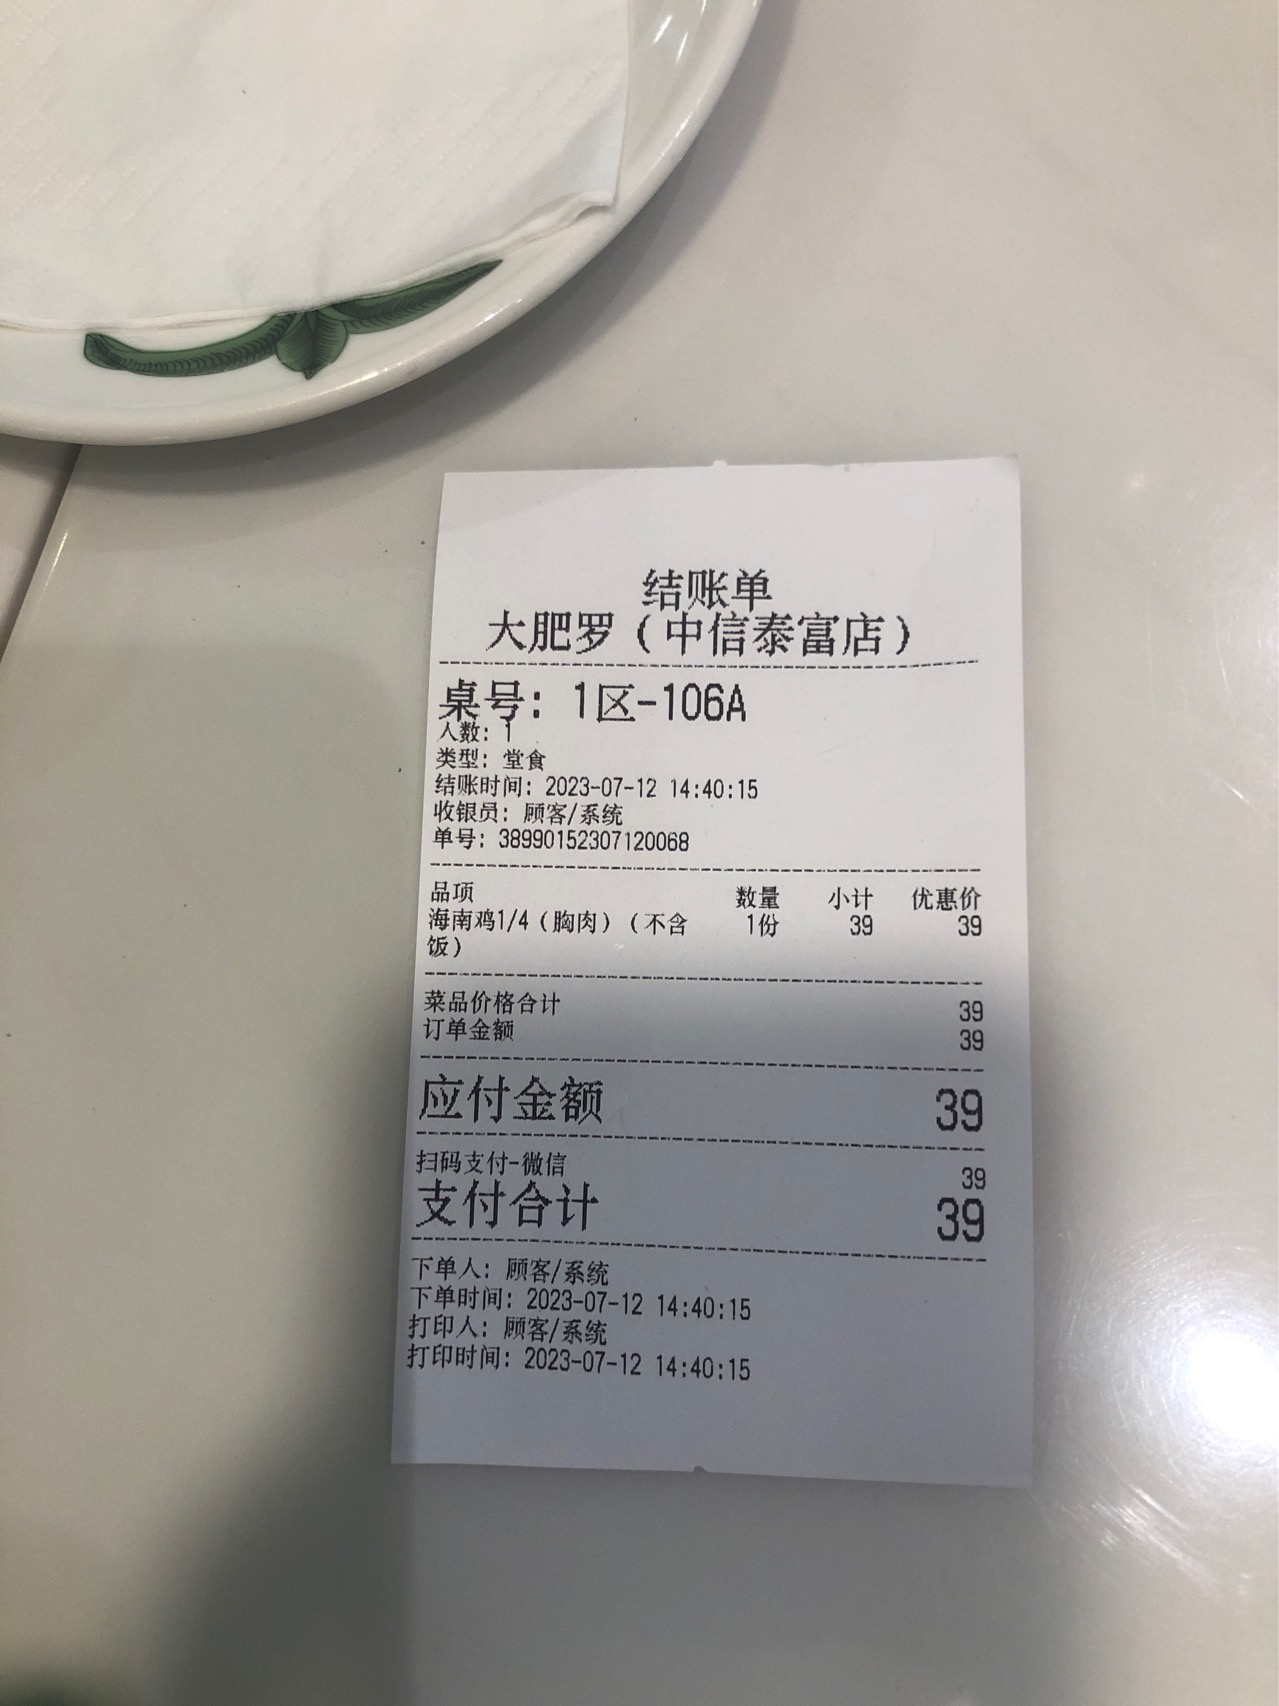 结账单
大肥罗（中信泰富店）
桌号：1区-106A
人数：1
类型：堂食
结账时间：2023-07-12 14:40:15
收银员：顾客/系统
单号：38990152307120068
品项 数量 小计 优惠价
海南鸡1/4（胸肉）（不含 1份 39 39
饭）
菜品价格合计 39
订单金额 39
应付金额 39
扫码支付-微信 39
支付合计 39
下单人：顾客/系统
下单时间：2023-07-12 14:40:15
打印人：顾客/系统
打印时间：2023-07-12 14:40:15